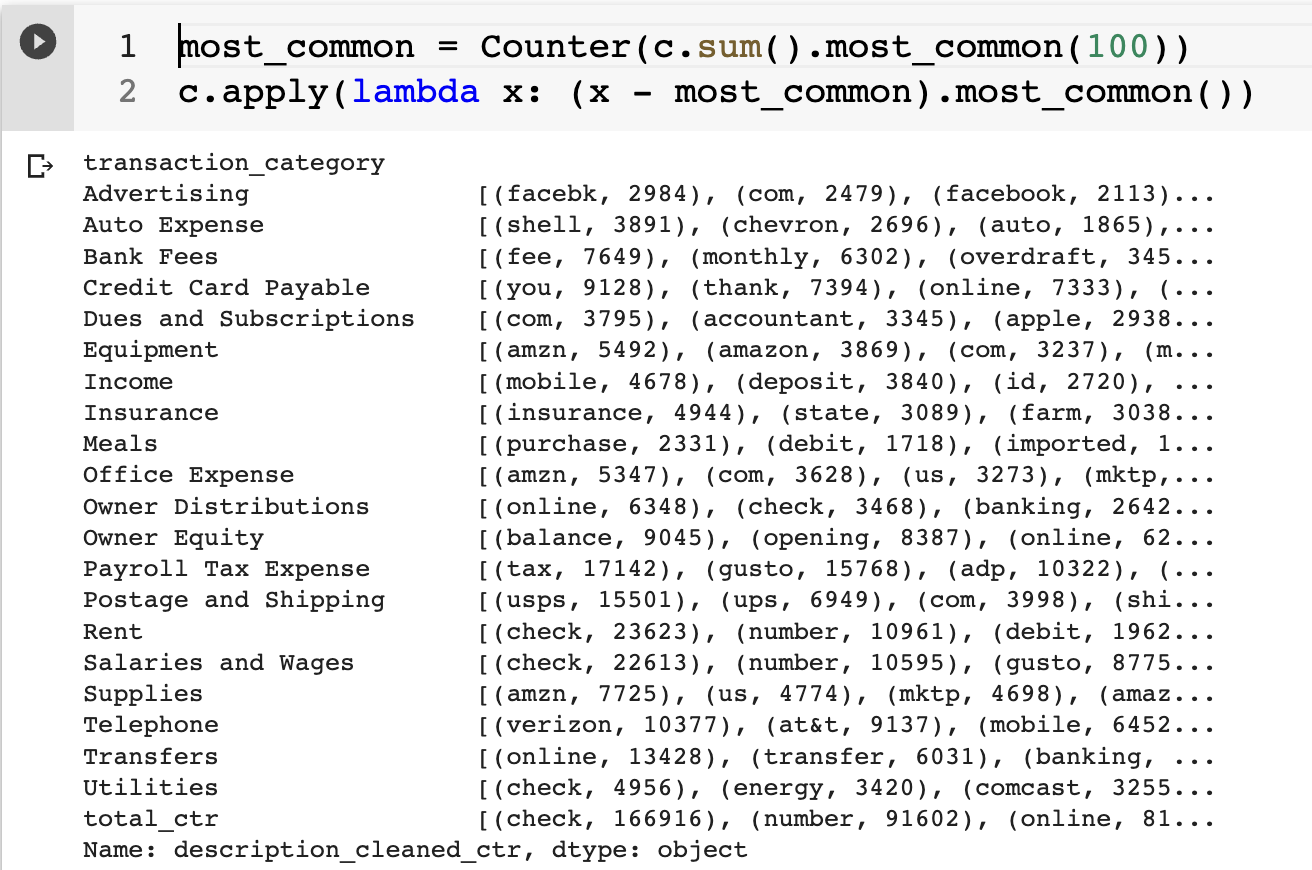 1 most_common = Counter(c.sum().most_common(100))
2 c.apply(lambda x: (x - most_common).most_common())
transaction_category
Advertising [(facebk, 2984), (com, 2479), (facebook, 2113)...
Auto Expense [(shell, 3891), (chevron, 2696), (auto, 1865),...
Bank Fees [(fee, 7649), (monthly, 6302), (overdraft, 345...
Credit Card Payable [(you, 9128), (thank, 7394), (online, 7333), (...
Dues and Subscriptions [(com, 3795), (accountant, 3345), (apple, 2938...
Equipment [(amzn, 5492), (amazon, 3869), (com, 3237), (m...
Income [(mobile, 4678), (deposit, 3840), (id, 2720), ...
Insurance [(insurance, 4944), (state, 3089), (farm, 3038...
Meals [(purchase, 2331), (debit, 1718), (imported, 1...
Office Expense [(amzn, 5347), (com, 3628), (us, 3273), (mktp,...
Owner Distributions [(online, 6348), (check, 3468), (banking, 2642...
Owner Equity [(balance, 9045), (opening, 8387), (online, 62...
Payroll Tax Expense [(tax, 17142), (gusto, 15768), (adp, 10322), (...
Postage and Shipping [(usps, 15501), (ups, 6949), (com, 3998), (shi...
Rent [(check, 23623), (number, 10961), (debit, 1962...
Salaries and Wages [(check, 22613), (number, 10595), (gusto, 8775...
Supplies [(amzn, 7725), (us, 4774), (mktp, 4698), (amaz...
Telephone [(verizon, 10377), (at&t, 9137), (mobile, 6452...
Transfers [(online, 13428), (transfer, 6031), (banking, ...
Utilities [(check, 4956), (energy, 3420), (comcast, 3255...
total_ctr [(check, 166916), (number, 91602), (online, 81...
Name: description_cleaned_ctr, dtype: object